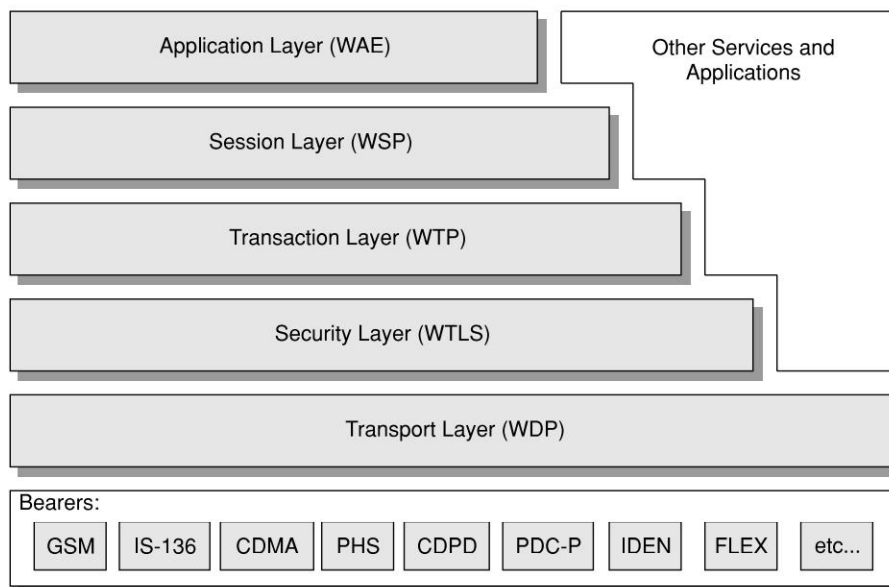 Application Layer (WAE)
Other Services and
Applications
Session Layer (WSP)
Transaction Layer (WTP)
Security Layer (WTLS)
Transport Layer (WDP)
Bearers:
GSM IS-136 CDMA PHS CDPD PDC-P IDEN FLEX etc...